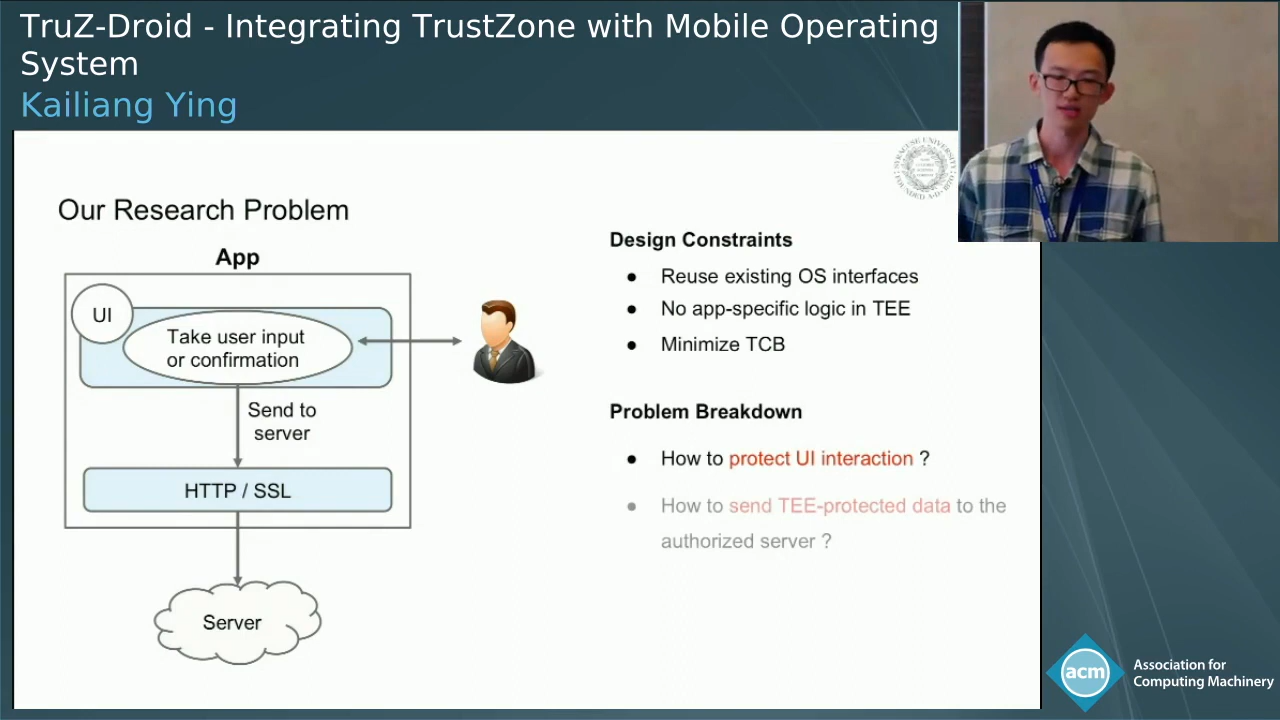 TruZ-Droid - Integrating TrustZone with Mobile Operating
System
Kailiang Ying
Our Research Problem
App
UI
Take user input
or confirmation
Send to
server
HTTP / SSL
Server
Design Constraints
● Reuse existing OS interfaces
● No app-specific logic in TEE
● Minimize TCB
Problem Breakdown
● How to protect UI interaction ?
● How to send TEE-protected data to the
authorized server ?
SYRACUSE UNIVERSITY
FOUNDED A·D·
acm
Association for
Computing Machinery